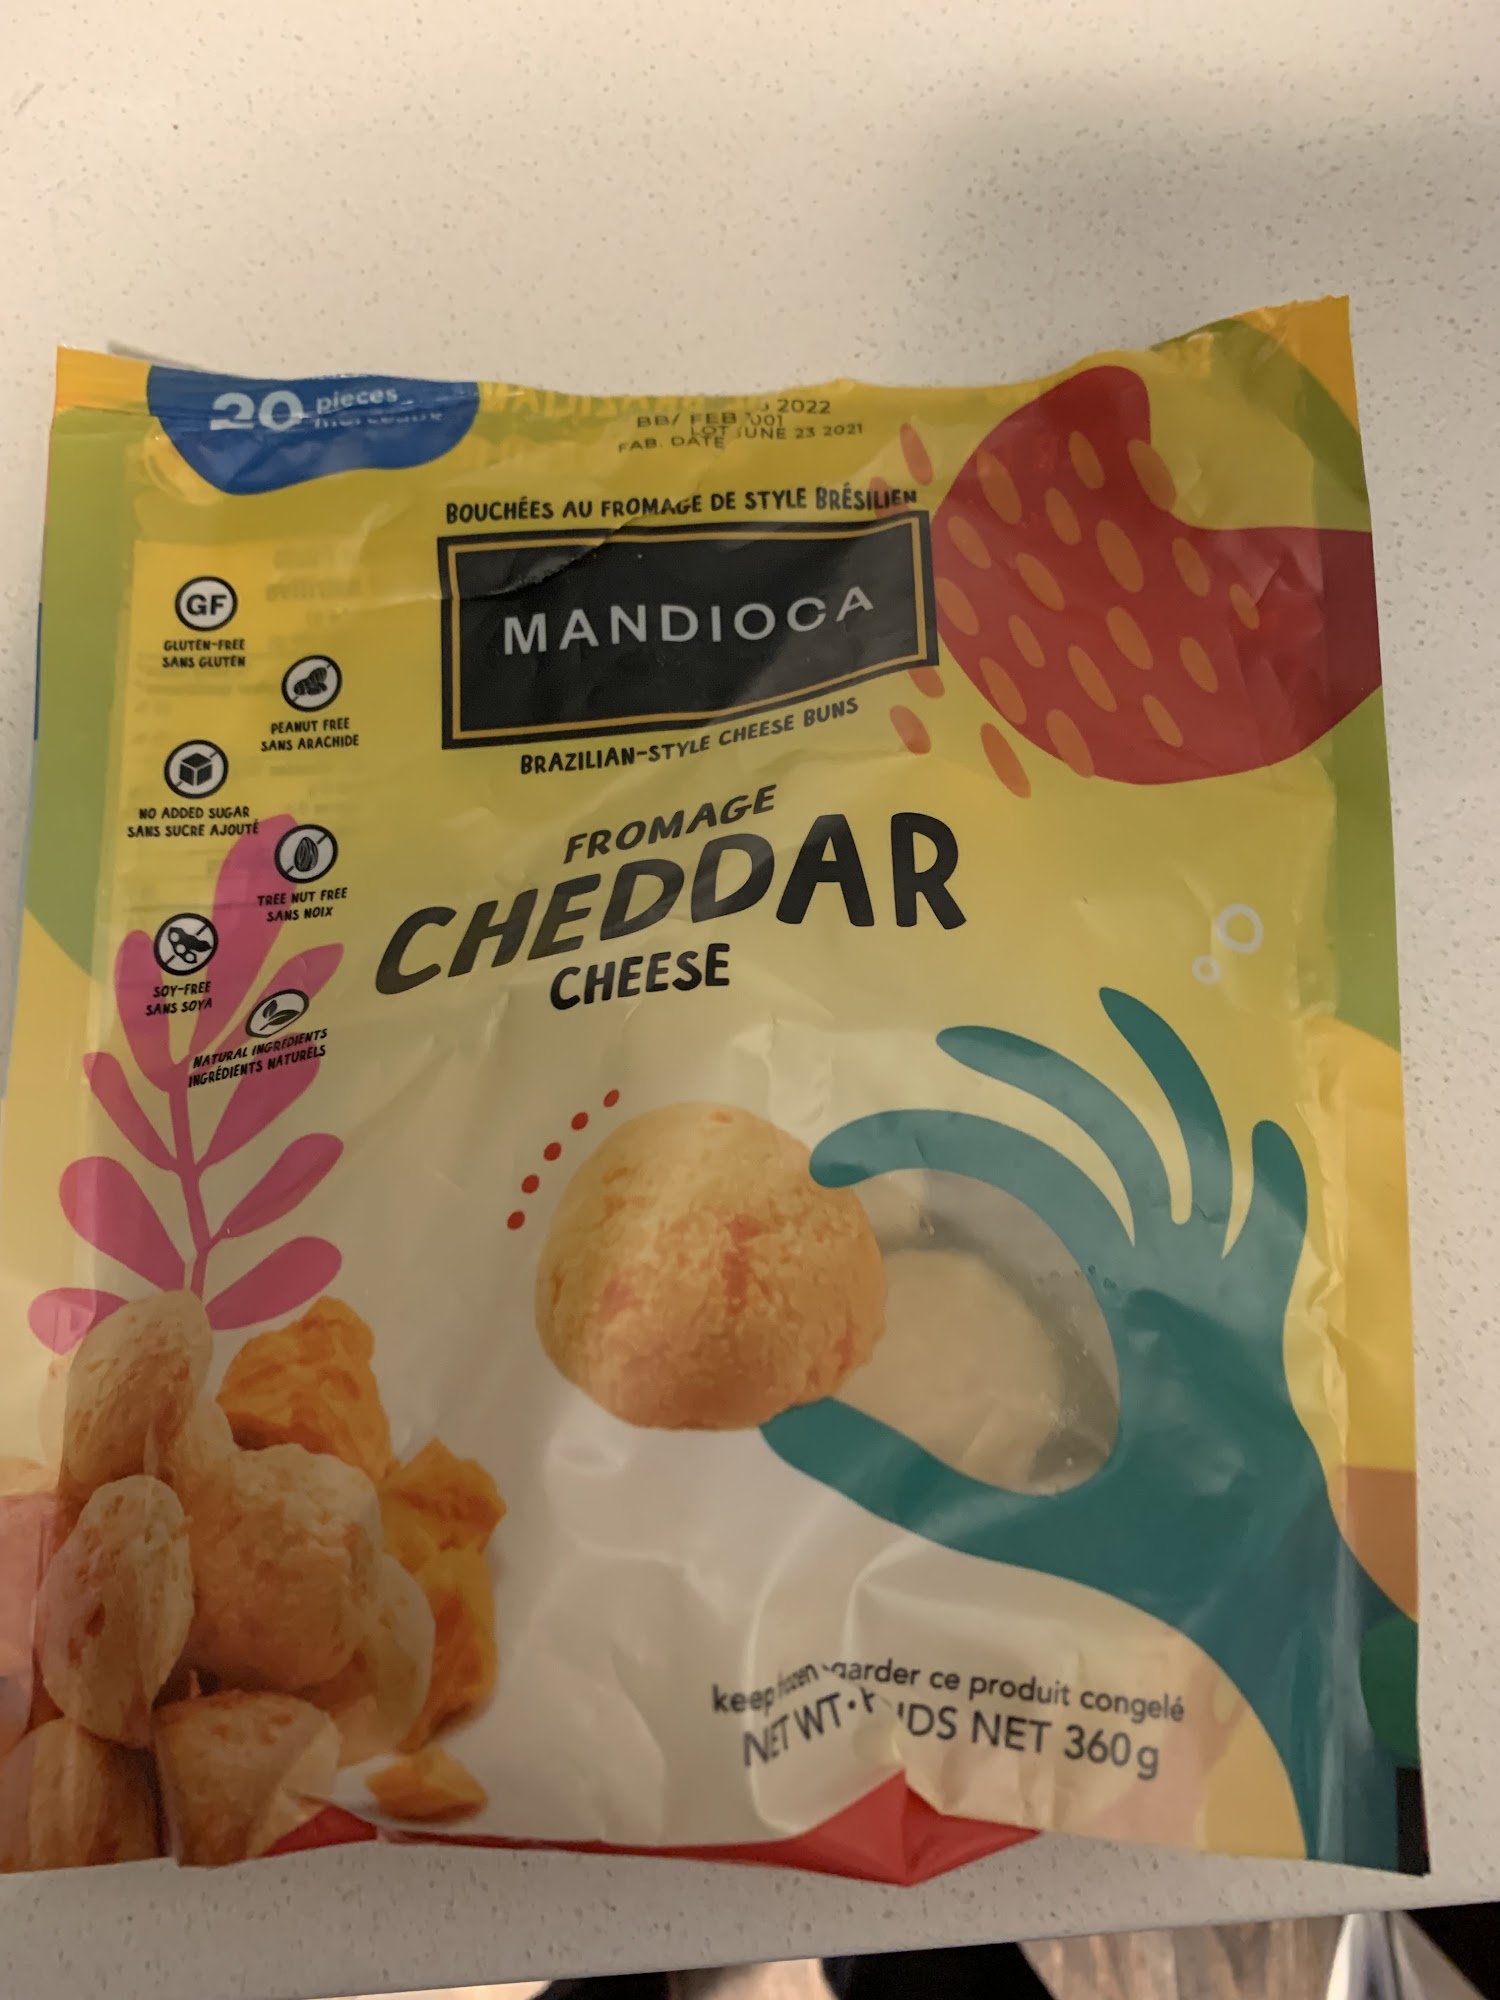 20 pieces
BB/ FEB 2022
LOT 001
FAB. DATE JUNE 23 2021
BOUCHÉES AU FROMAGE DE STYLE BRÉSILIEN
MANDIOCA
BRAZILIAN-STYLE CHEESE BUNS
FROMAGE
CHEDDAR
CHEESE
GF
GLUTEN-FREE
SANS GLUTEN
PEANUT FREE
SANS ARACHIDE
NO ADDED SUGAR
SANS SUCRE AJOUTÉ
TREE NUT FREE
SANS NOIX
SOY-FREE
SANS SOYA
NATURAL INGREDIENTS
INGRÉDIENTS NATURELS
keep frozen • garder ce produit congelé
NET WT • NET 360 g